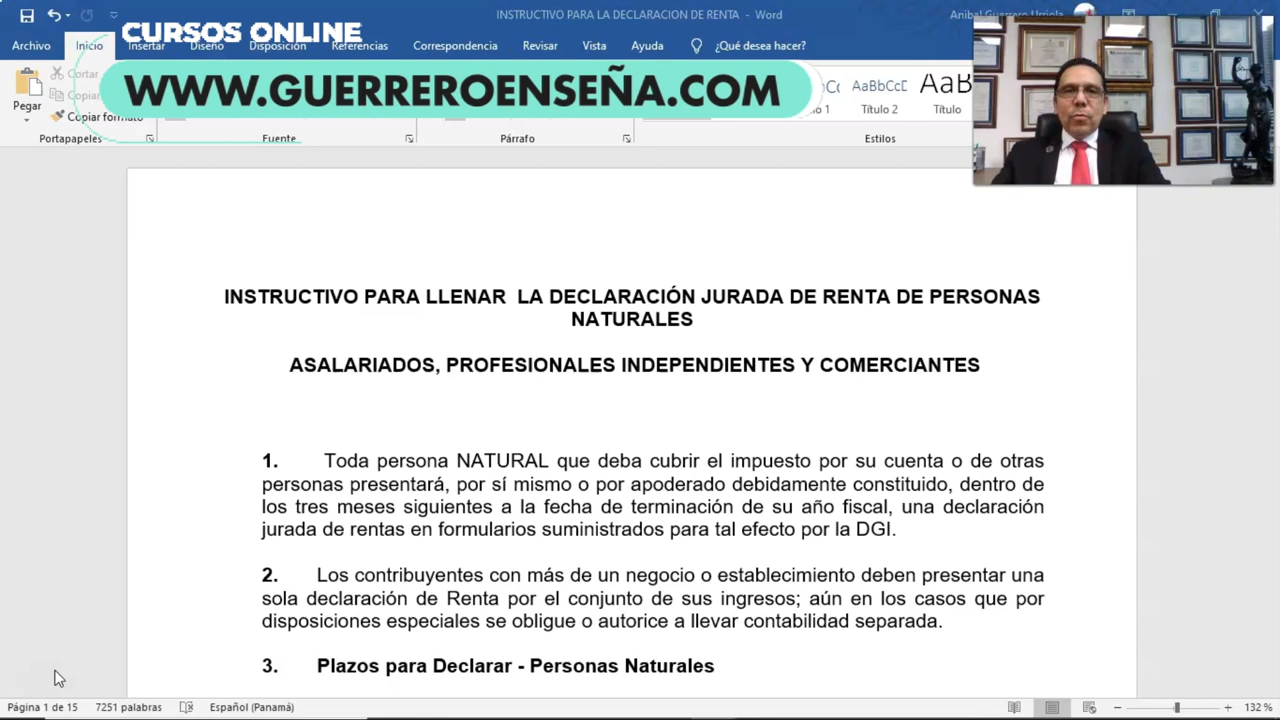 INSTRUCTIVO PARA LA DECLARACION DE RENTA - Word
CURSOS ONLINE
Archivo Inicio Insertar Diseño Disposición Referencias Correspondencia Revisar Vista Ayuda ¿Qué desea hacer?
WWW.GUERREROENSEÑA.COM
Cortar
Copiar
Copiar formato
Pegar
AaBbCcD AaB
Título 2 Título
Portapapeles Fuente Párrafo Estilos
INSTRUCTIVO PARA LLENAR LA DECLARACIÓN JURADA DE RENTA DE PERSONAS
NATURALES
ASALARIADOS, PROFESIONALES INDEPENDIENTES Y COMERCIANTES
1. Toda persona NATURAL que deba cubrir el impuesto por su cuenta o de otras
personas presentará, por sí mismo o por apoderado debidamente constituido, dentro de
los tres meses siguientes a la fecha de terminación de su año fiscal, una declaración
jurada de rentas en formularios suministrados para tal efecto por la DGI.
2. Los contribuyentes con más de un negocio o establecimiento deben presentar una
sola declaración de Renta por el conjunto de sus ingresos; aún en los casos que por
disposiciones especiales se obligue o autorice a llevar contabilidad separada.
3. Plazos para Declarar - Personas Naturales
Página 1 de 15 7251 palabras Español (Panamá) 132 %